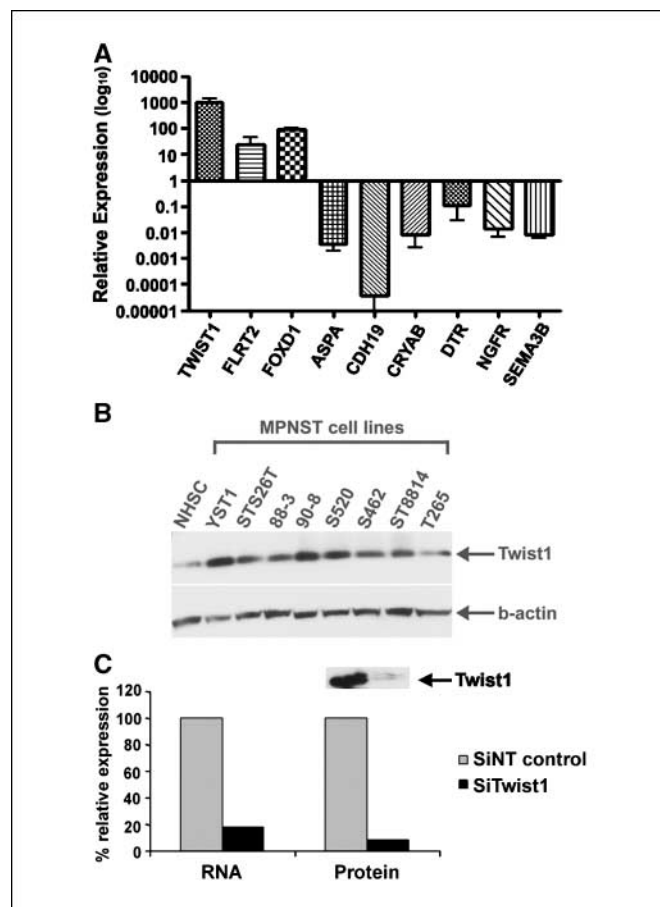 A
Relative Expression (log10)
10000
1000
100
10
1
0.1
0.01
0.001
0.0001
0.00001
TWIST1
FLRT2
FOXD1
ASPA
CDH19
CRYAB
DTR
NGFR
SEMA3B
B
MPNST cell lines
NHSC
YST1
STS26T
88-3
90-8
S520
S462
ST8814
T265
Twist1
b-actin
C
Twist1
% relative expression
120
100
80
60
40
20
0
RNA
Protein
SiNT control
SiTwist1